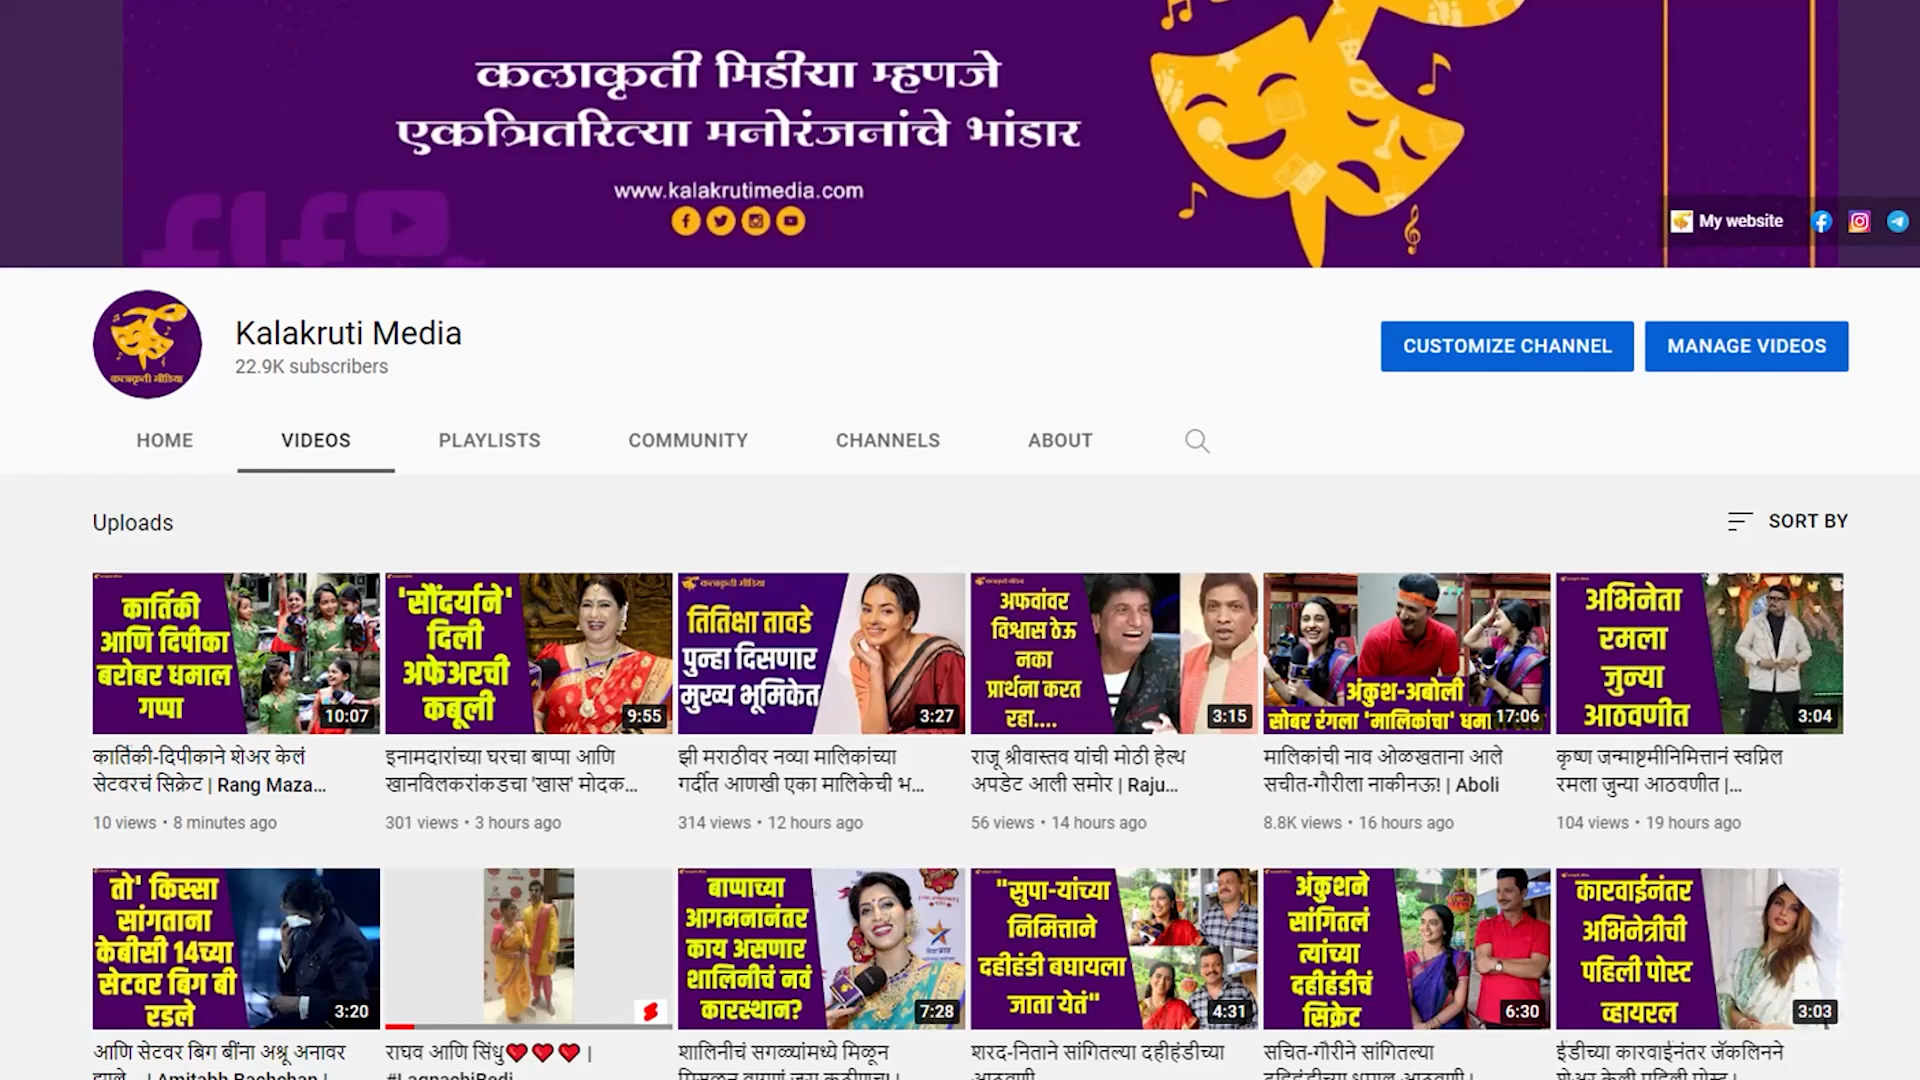 कलाकृती मिडीया म्हणजे
एकत्रितरित्या मनोरंजनांचे भांडार
www.kalakrutimedia.com
My website
कलाकृती मीडिया
Kalakruti Media
22.9K subscribers
CUSTOMIZE CHANNEL
MANAGE VIDEOS
HOME
VIDEOS
PLAYLISTS
COMMUNITY
CHANNELS
ABOUT
Uploads
SORT BY
कार्तिकी
आणि दिपीका
बरोबर धमाल
गप्पा
10:07
कार्तिकी-दिपीकाने शेअर केलं
सेटवरचं सिक्रेट | Rang Maza...
10 views • 8 minutes ago
'सौंदर्याने'
दिली
अफेअरची
कबूली
9:55
इनामदारांच्या घरचा बाप्पा आणि
खानविलकरांकडचा 'खास' मोदक...
301 views • 3 hours ago
कलाकृती मीडिया
तितिक्षा तावडे
पुन्हा दिसणार
मुख्य भूमिकेत
3:27
झी मराठीवर नव्या मालिकांच्या
गर्दीत आणखी एका मालिकेची भ...
314 views • 12 hours ago
अफवांवर
विश्वास ठेऊ
नका
प्रार्थना करत
रहा....
3:15
राजू श्रीवास्तव यांची मोठी हेल्थ
अपडेट आली समोर | Raju...
56 views • 14 hours ago
अंकुश-अबोली
सोबर रंगला 'मालिकांचा'
17:06
मालिकांची नाव ओळखताना आले
सचीत-गौरीला नाकीनऊ! | Aboli
8.8K views • 16 hours ago
अभिनेता
रमला
जुन्या
आठवणीत
3:04
कृष्ण जन्माष्टमीनिमित्तानं स्वप्निल
रमला जुन्या आठवणीत |...
104 views • 19 hours ago
तो' किस्सा
सांगताना
केबीसी 14च्या
सेटवर बिग बी
रडले
3:20
आणि सेटवर बिग बींना अश्रू अनावर
राघव आणि सिंधु❤❤❤ |
बाप्पाच्या
आगमनानंतर
काय असणार
शालिनीचं नवं
कारस्थान?
7:28
शालिनीचं सगळ्यांमध्ये मिळून
"सुपा-यांच्या
निमित्ताने
दहीहंडी बघायला
जाता येतं"
4:31
शरद-निताने सांगितल्या दहीहंडीच्या
अंकुशने
सांगितलं
त्यांच्या
दहीहंडीचं
सिक्रेट
6:30
सचित-गौरीने सांगितल्या
कारवाईनंतर
अभिनेत्रीची
पहिली पोस्ट
व्हायरल
3:03
ईडीच्या कारवाईनंतर जॅकलिनने